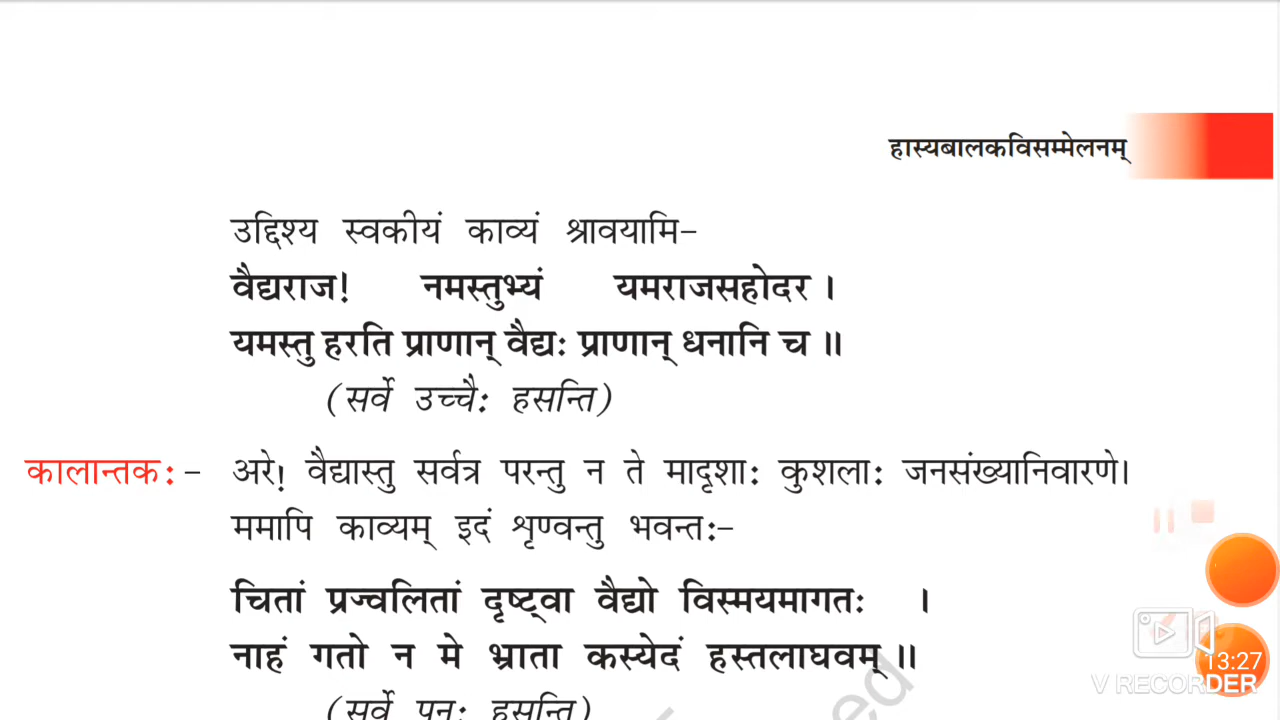 हास्यबालकविसम्मेलनम्
उद्दिश्य स्वकीयं काव्यं श्रावयामि-
वैद्यराज! नमस्तुभ्यं यमराजसहोदर ।
यमस्तु हरति प्राणान् वैद्यः प्राणान् धनानि च ॥
(सर्वे उच्चैः हसन्ति)
कालान्तकः - अरे! वैद्यास्तु सर्वत्र परन्तु न ते मादृशाः कुशलाः जनसंख्यानिवारणे।
ममापि काव्यम् इदं शृण्वन्तु भवन्तः-
चितां प्रज्वलितां दृष्ट्वा वैद्यो विस्मयमागतः ।
नाहं गतो न मे भ्राता कस्येदं हस्तलाघवम् ॥
(सर्वे पुनः हसन्ति)
13:27
V RECORDER